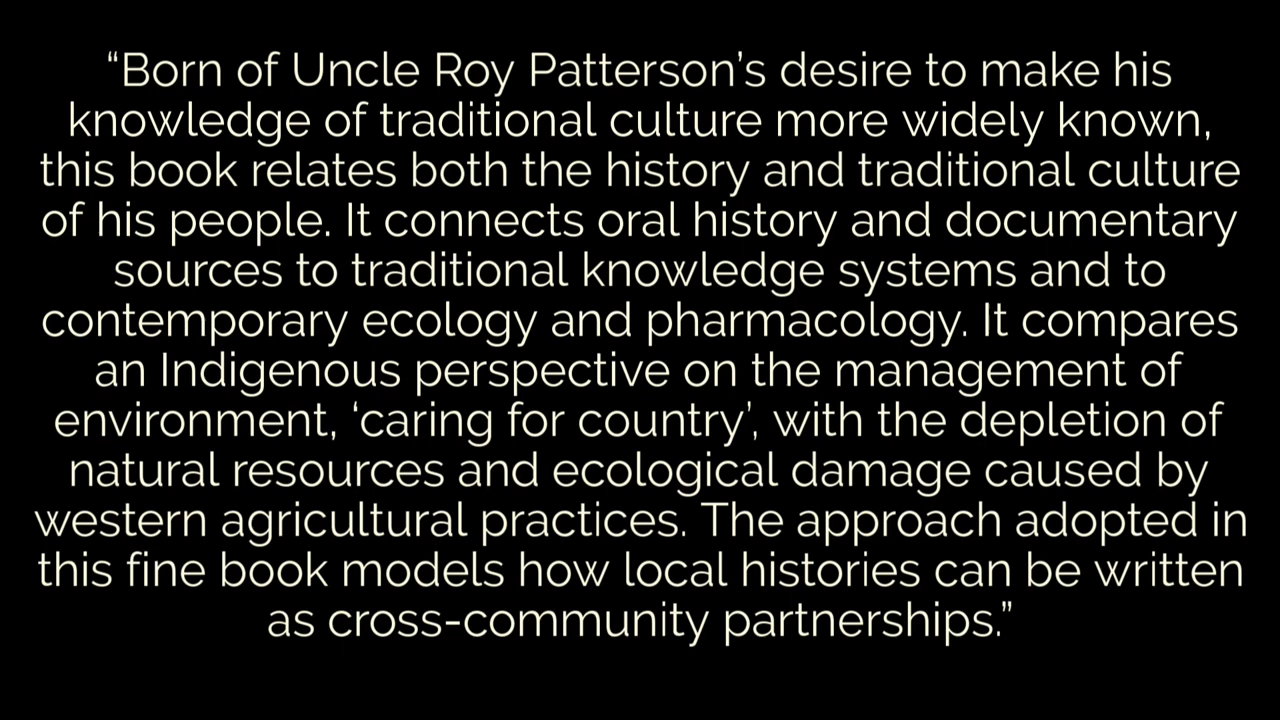 “Born of Uncle Roy Patterson’s desire to make his
knowledge of traditional culture more widely known,
this book relates both the history and traditional culture
of his people. It connects oral history and documentary
sources to traditional knowledge systems and to
contemporary ecology and pharmacology. It compares
an Indigenous perspective on the management of
environment, ‘caring for country’, with the depletion of
natural resources and ecological damage caused by
western agricultural practices. The approach adopted in
this fine book models how local histories can be written
as cross-community partnerships.”